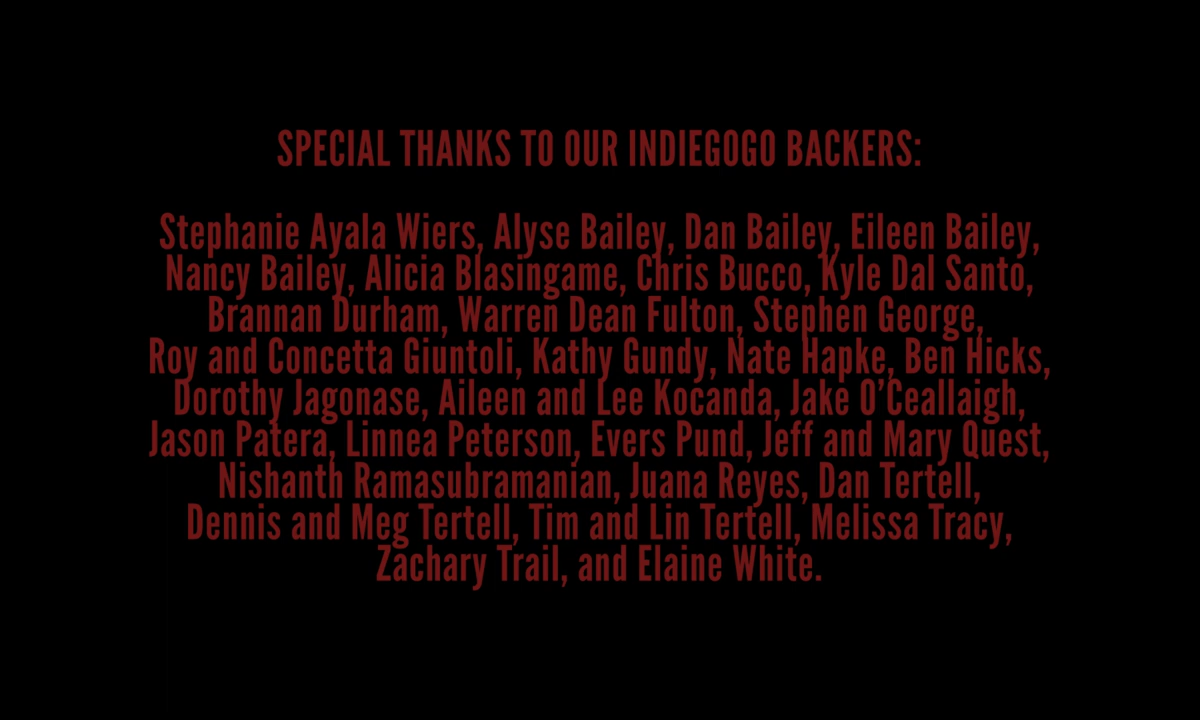 SPECIAL THANKS TO OUR INDIEGOGO BACKERS:
Stephanie Ayala Wiers, Alyse Bailey, Dan Bailey, Eileen Bailey,
Nancy Bailey, Alicia Blasingame, Chris Bucco, Kyle Dal Santo,
Brannan Durham, Warren Dean Fulton, Stephen George,
Roy and Concetta Giuntoli, Kathy Gundy, Nate Hapke, Ben Hicks,
Dorothy Jagonase, Aileen and Lee Kocanda, Jake O'Ceallaigh,
Jason Patera, Linnea Peterson, Evers Pund, Jeff and Mary Quest,
Nishanth Ramasubramanian, Juana Reyes, Dan Tertell,
Dennis and Meg Tertell, Tim and Lin Tertell, Melissa Tracy,
Zachary Trail, and Elaine White.